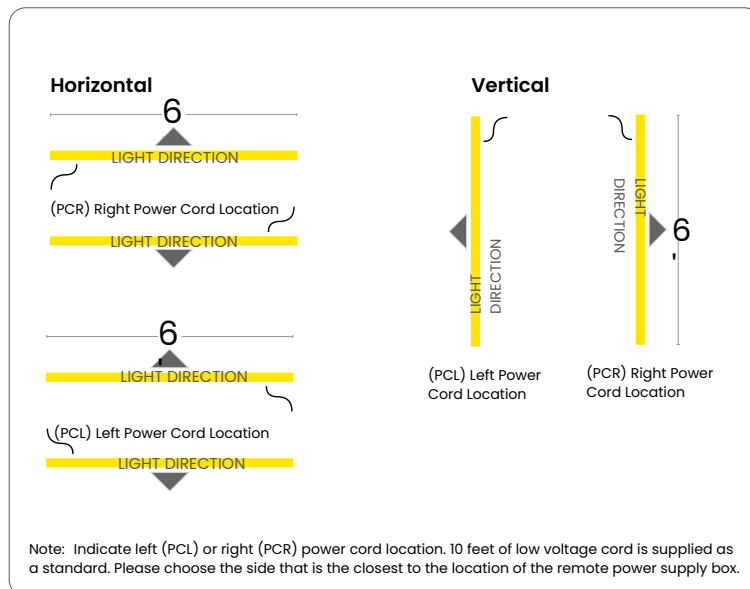 Horizontal
6
'
LIGHT DIRECTION
(PCR) Right Power Cord Location
LIGHT DIRECTION
6
'
LIGHT DIRECTION
(PCL) Left Power Cord Location
LIGHT DIRECTION
Vertical
LIGHT
DIRECTION
(PCL) Left Power
Cord Location
LIGHT
DIRECTION
6
'
(PCR) Right Power
Cord Location
Note: Indicate left (PCL) or right (PCR) power cord location. 10 feet of low voltage cord is supplied as
a standard. Please choose the side that is the closest to the location of the remote power supply box.